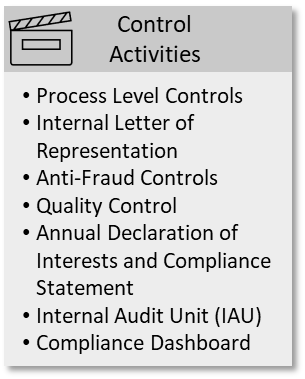 Control
Activities
• Process Level Controls
• Internal Letter of
Representation
• Anti-Fraud Controls
• Quality Control
• Annual Declaration of
Interests and Compliance
Statement
• Internal Audit Unit (IAU)
• Compliance Dashboard